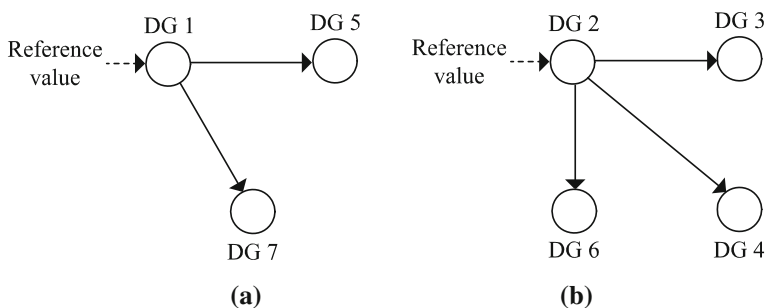 DG 1
DG 5
Reference
value
DG 7
(a)
DG 2
DG 3
Reference
value
DG 6
DG 4
(b)